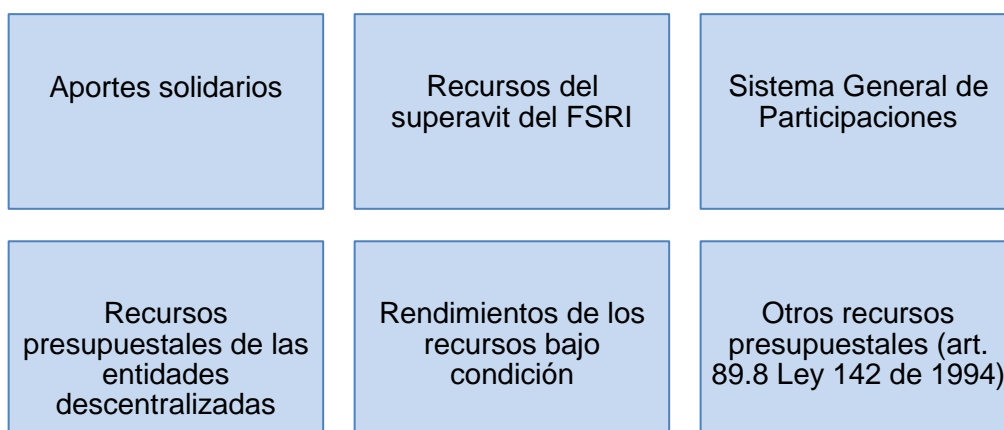 Aportes solidarios
Recursos del
superavit del FSRI
Sistema General de
Participaciones
Recursos
presupuestales de las
entidades
descentralizadas
Rendimientos de los
recursos bajo
condición
Otros recursos
presupuestales (art.
89.8 Ley 142 de 1994)